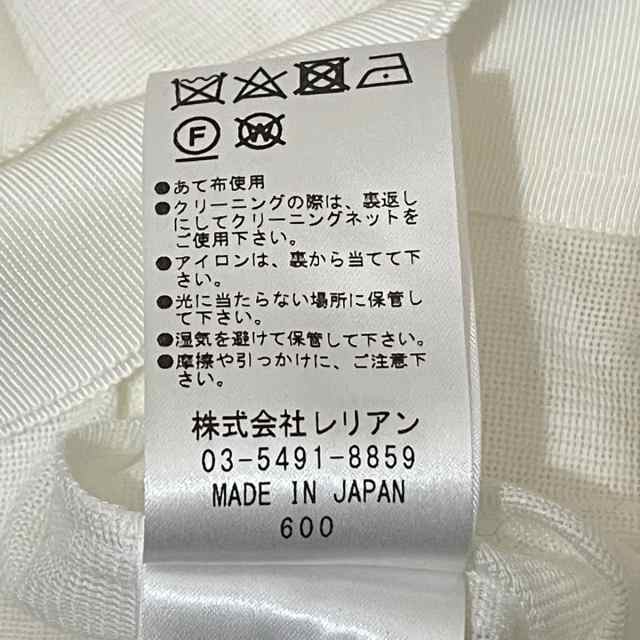 F W
●あて布使用
●クリーニングの際は、裏返し
にしてクリーニングネットを
ご使用下さい。
●アイロンは、裏から当てて下
さい。
●光に当たらない場所に保管し
て下さい。
●湿気を避けて保管して下さい。
●摩擦や引っかけに、ご注意下
さい。
株式会社レリアン
03-5491-8859
MADE IN JAPAN
600